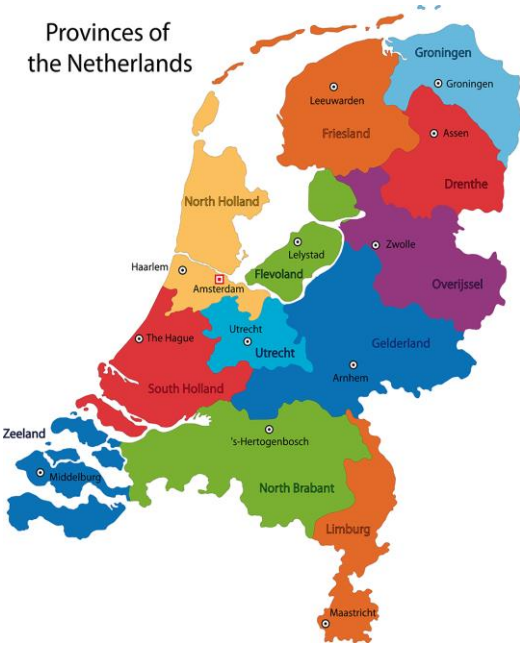 Provinces of
the Netherlands
Groningen
Groningen
Leeuwarden
Friesland
Assen
Drenthe
North Holland
Zwolle
Lelystad
Haarlem
Flevoland
Overijssel
Amsterdam
Utrecht
The Hague
Utrecht
Gelderland
Arnhem
South Holland
Zeeland
's-Hertogenbosch
Middelburg
North Brabant
Limburg
Maastricht